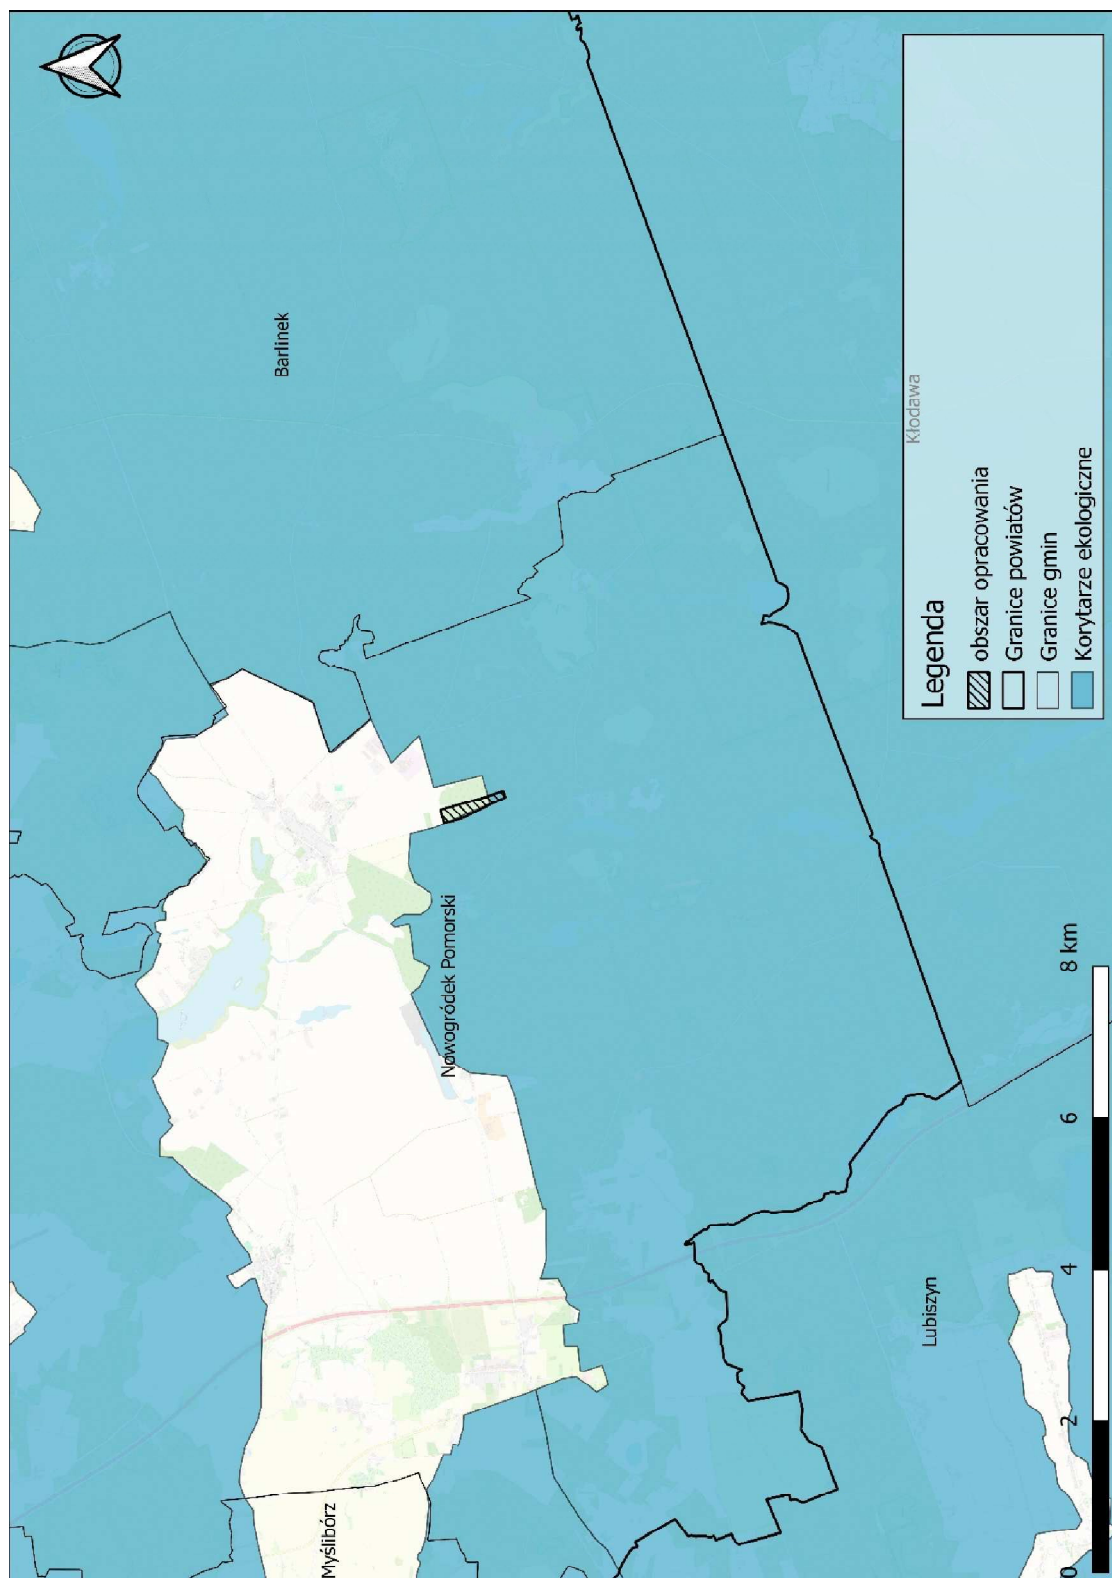 Barlinek
Nowogródek Pomorski
Myślibórz
Lubiszyn
Kłodawa
Legenda
obszar opracowania
Granice powiatów
Granice gmin
Korytarze ekologiczne
0 2 4 6 8 km